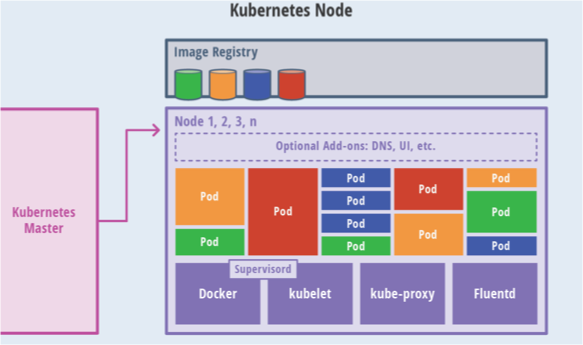 Kubernetes Node
Image Registry
Kubernetes
Master
Node 1, 2, 3, n
Optional Add-ons: DNS, UI, etc.
Pod
Pod
Pod
Pod
Pod
Pod
Pod
Pod
Pod
Pod
Pod
Pod
Supervisord
Docker
kubelet
kube-proxy
Fluentd